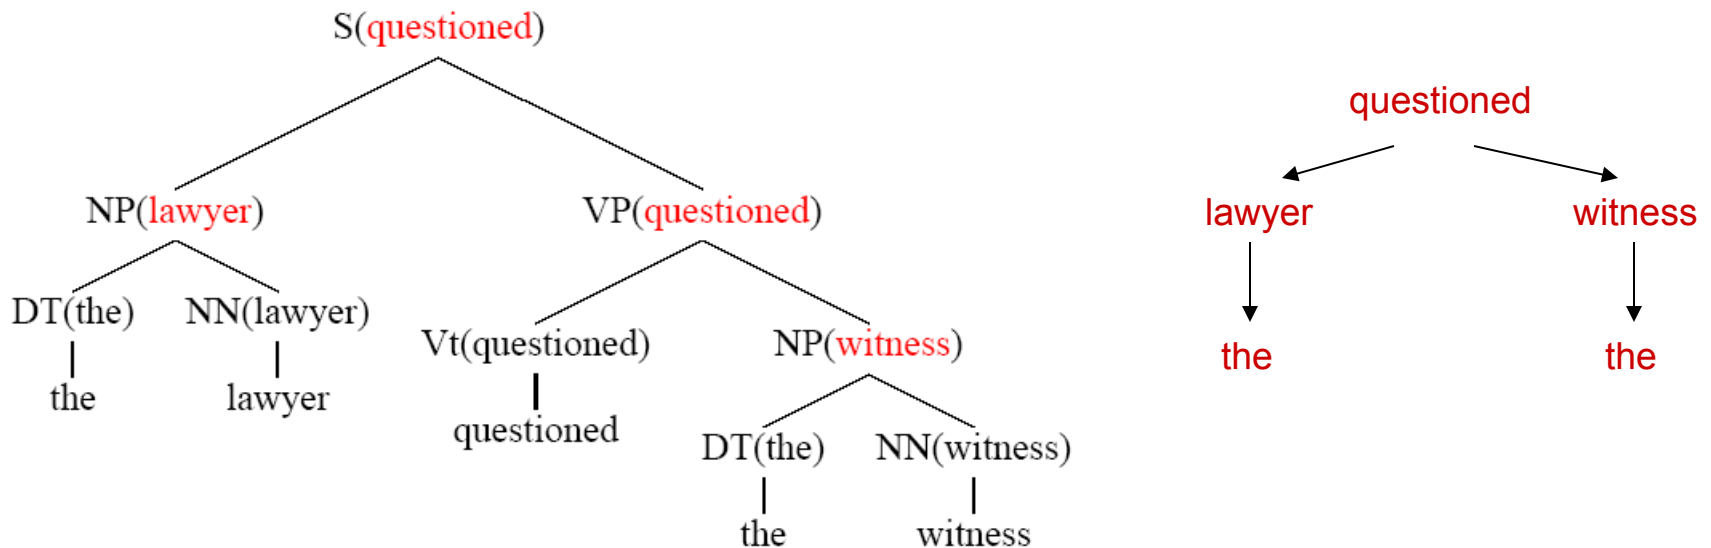 S(questioned)
NP(lawyer) VP(questioned)
DT(the) NN(lawyer) Vt(questioned) NP(witness)
the lawyer questioned DT(the) NN(witness)
the witness
questioned
lawyer witness
the the